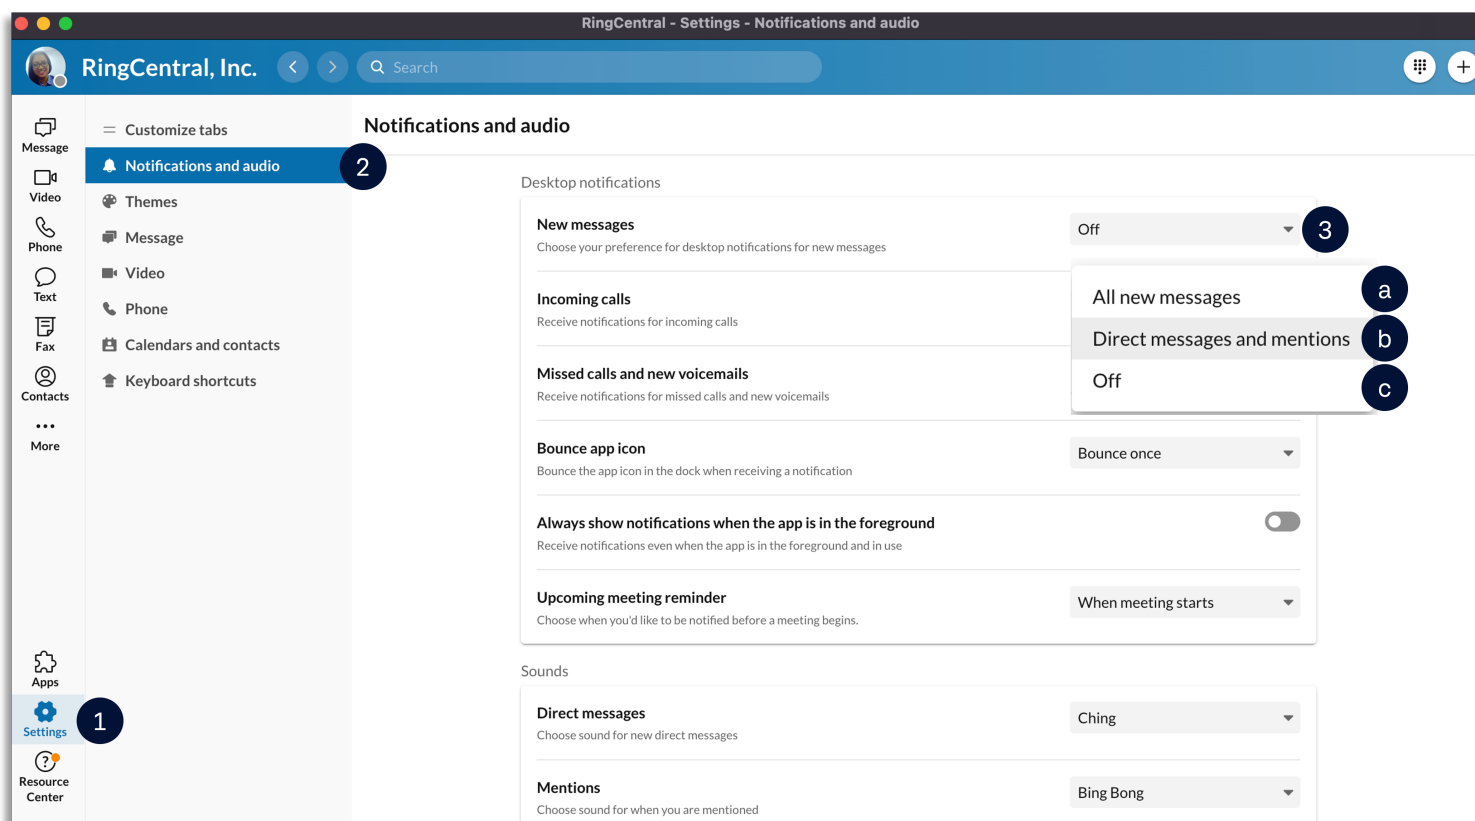 RingCentral - Settings - Notifications and audio
RingCentral, Inc.
Search
Message
Video
Phone
Text
Fax
Contacts
More
Apps
Settings
1
Resource
Center
Customize tabs
Notifications and audio
2
Themes
Message
Video
Phone
Calendars and contacts
Keyboard shortcuts
Notifications and audio
Desktop notifications
New messages
Choose your preference for desktop notifications for new messages
Off
3
All new messages
a
Direct messages and mentions
b
Off
c
Incoming calls
Receive notifications for incoming calls
Missed calls and new voicemails
Receive notifications for missed calls and new voicemails
Bounce app icon
Bounce the app icon in the dock when receiving a notification
Bounce once
Always show notifications when the app is in the foreground
Receive notifications even when the app is in the foreground and in use
Upcoming meeting reminder
Choose when you'd like to be notified before a meeting begins.
When meeting starts
Sounds
Direct messages
Choose sound for new direct messages
Ching
Mentions
Choose sound for when you are mentioned
Bing Bong